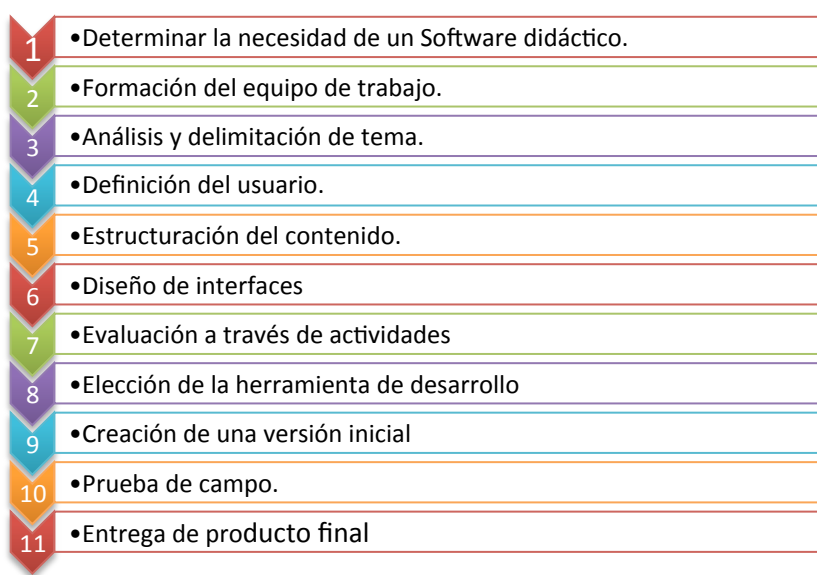 1 •Determinar la necesidad de un Software didáctico.
2 •Formación del equipo de trabajo.
3 •Análisis y delimitación de tema.
4 •Definición del usuario.
5 •Estructuración del contenido.
6 •Diseño de interfaces
7 •Evaluación a través de actividades
8 •Elección de la herramienta de desarrollo
9 •Creación de una versión inicial
10 •Prueba de campo.
11 •Entrega de producto final